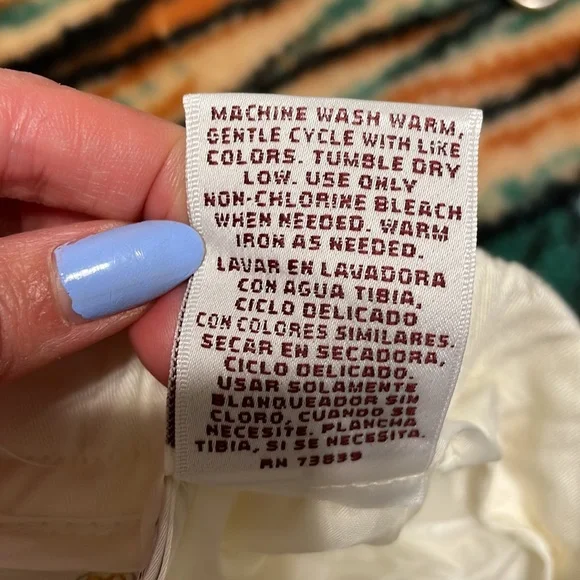 MACHINE WASH WARM,
GENTLE CYCLE WITH LIKE
COLORS. TUMBLE DRY
LOW. USE ONLY
NON-CHLORINE BLEACH
WHEN NEEDED. WARM
IRON AS NEEDED.
LAVAR EN LAVADORA
CON AGUA TIBIA,
CICLO DELICADO
CON COLORES SIMILARES.
SECAR EN SECADORA,
CICLO DELICADO.
USAR SOLAMENTE
BLANQUEADOR SIN
CLORO, CUANDO SE
NECESITE. PLANCHA
TIBIA, SI SE NECESITA.
RN 73839